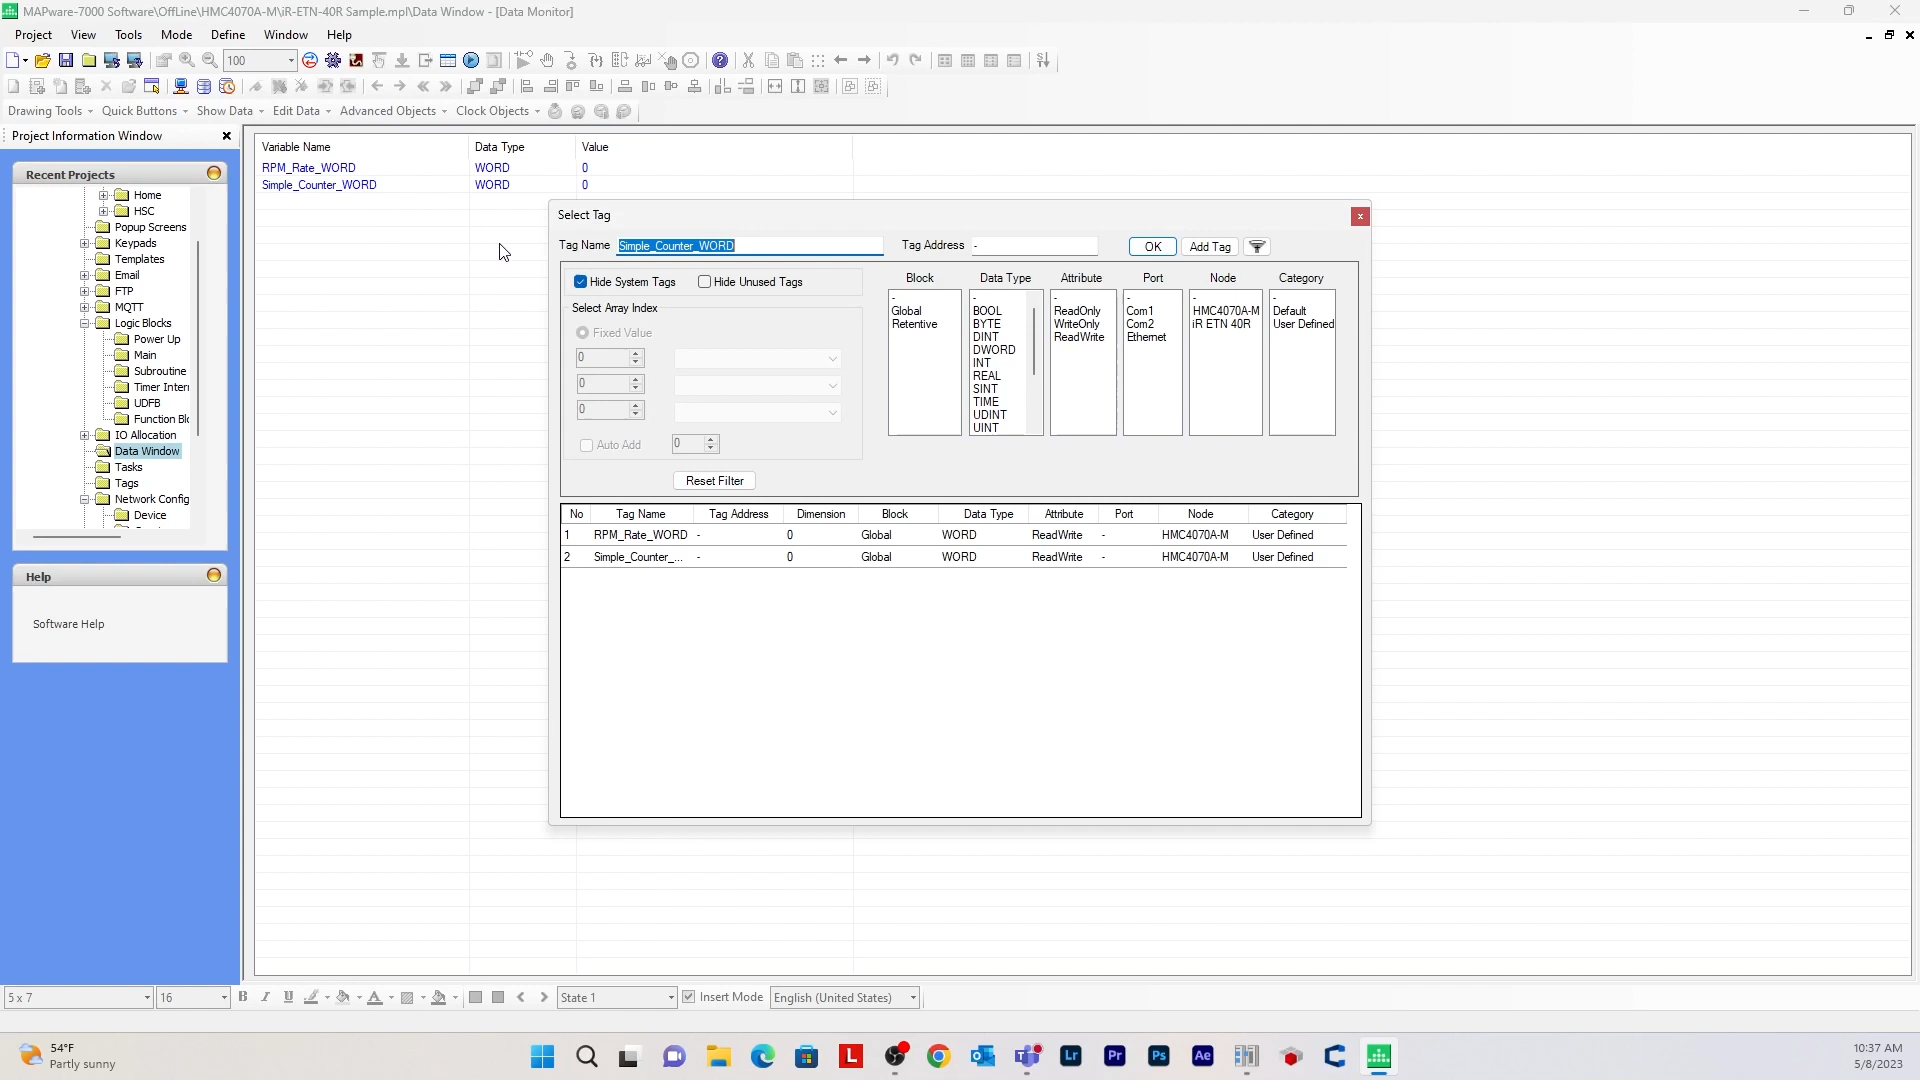 MAPware-7000 Software\OffLine\HMC4070A-M\iR-ETN-40R Sample.mpl\Data Window - [Data Monitor]
Project View Tools Mode Define Window Help
100
Drawing Tools Quick Buttons Show Data Edit Data Advanced Objects Clock Objects
Project Information Window
Recent Projects
Home
HSC
Popup Screens
Keypads
Templates
Email
FTP
MQTT
Logic Blocks
Power Up
Main
Subroutine
Timer Inter
UDFB
Function Blo
IO Allocation
Data Window
Tasks
Tags
Network Config
Device
Help
Software Help
Variable Name Data Type Value
RPM_Rate_WORD WORD 0
Simple_Counter_WORD WORD 0
Select Tag
Tag Name Simple_Counter_WORD Tag Address - OK Add Tag
Hide System Tags Hide Unused Tags
Select Array Index
Fixed Value
0
0
0
Auto Add 0
Reset Filter
Block
Global
Retentive
Data Type
-
BOOL
BYTE
DINT
DWORD
INT
REAL
SINT
TIME
UDINT
UINT
Attribute
-
ReadOnly
WriteOnly
ReadWrite
Port
-
Com1
Com2
Ethernet
Node
-
HMC4070A-M
iR ETN 40R
Category
-
Default
User Defined
No Tag Name Tag Address Dimension Block Data Type Attribute Port Node Category
1 RPM_Rate_WORD - 0 Global WORD ReadWrite - HMC4070A-M User Defined
2 Simple_Counter_... - 0 Global WORD ReadWrite - HMC4070A-M User Defined
5 x 7 16 B I U A State 1 Insert Mode English (United States)
54°F
Partly sunny
L Lr Pr Ps Ae
10:37 AM
5/8/2023